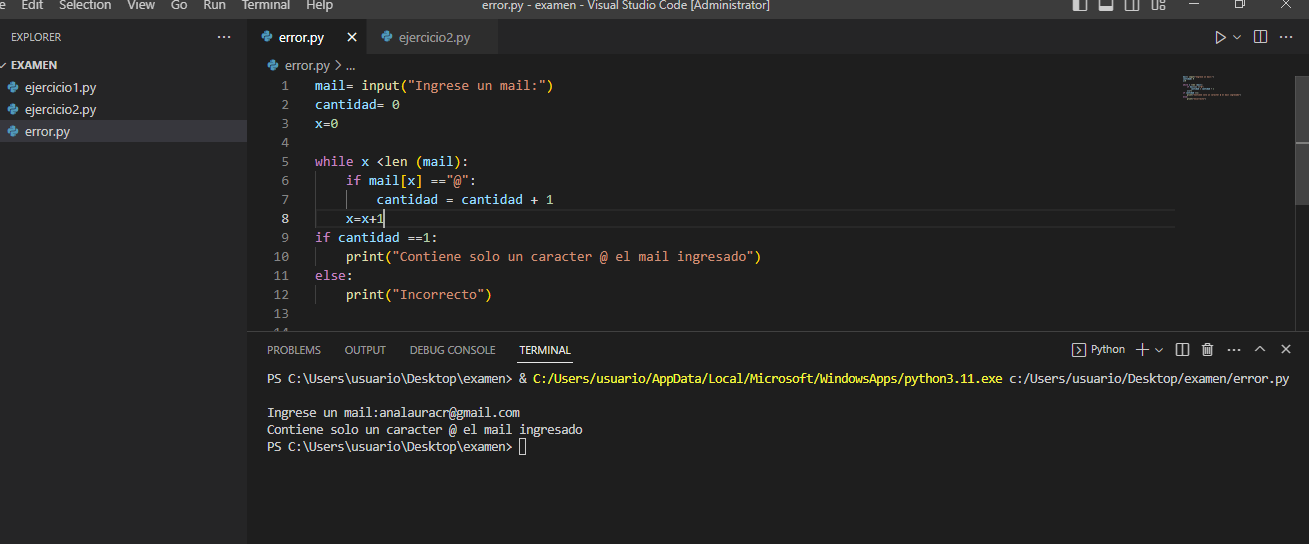 e Edit Selection View Go Run Terminal Help error.py - examen - Visual Studio Code [Administrator]
EXPLORER ...
EXAMEN
ejercicio1.py
ejercicio2.py
error.py
error.py ejercicio2.py
error.py > ...
1 mail= input("Ingrese un mail:")
2 cantidad= 0
3 x=0
4
5 while x <len (mail):
6 if mail[x] =="@":
7 cantidad = cantidad + 1
8 x=x+1
9 if cantidad ==1:
10 print("Contiene solo un caracter @ el mail ingresado")
11 else:
12 print("Incorrecto")
13
14
PROBLEMS OUTPUT DEBUG CONSOLE TERMINAL Python
PS C:\Users\usuario\Desktop\examen> & C:/Users/usuario/AppData/Local/Microsoft/WindowsApps/python3.11.exe c:/Users/usuario/Desktop/examen/error.py
Ingrese un mail:analauracr@gmail.com
Contiene solo un caracter @ el mail ingresado
PS C:\Users\usuario\Desktop\examen>